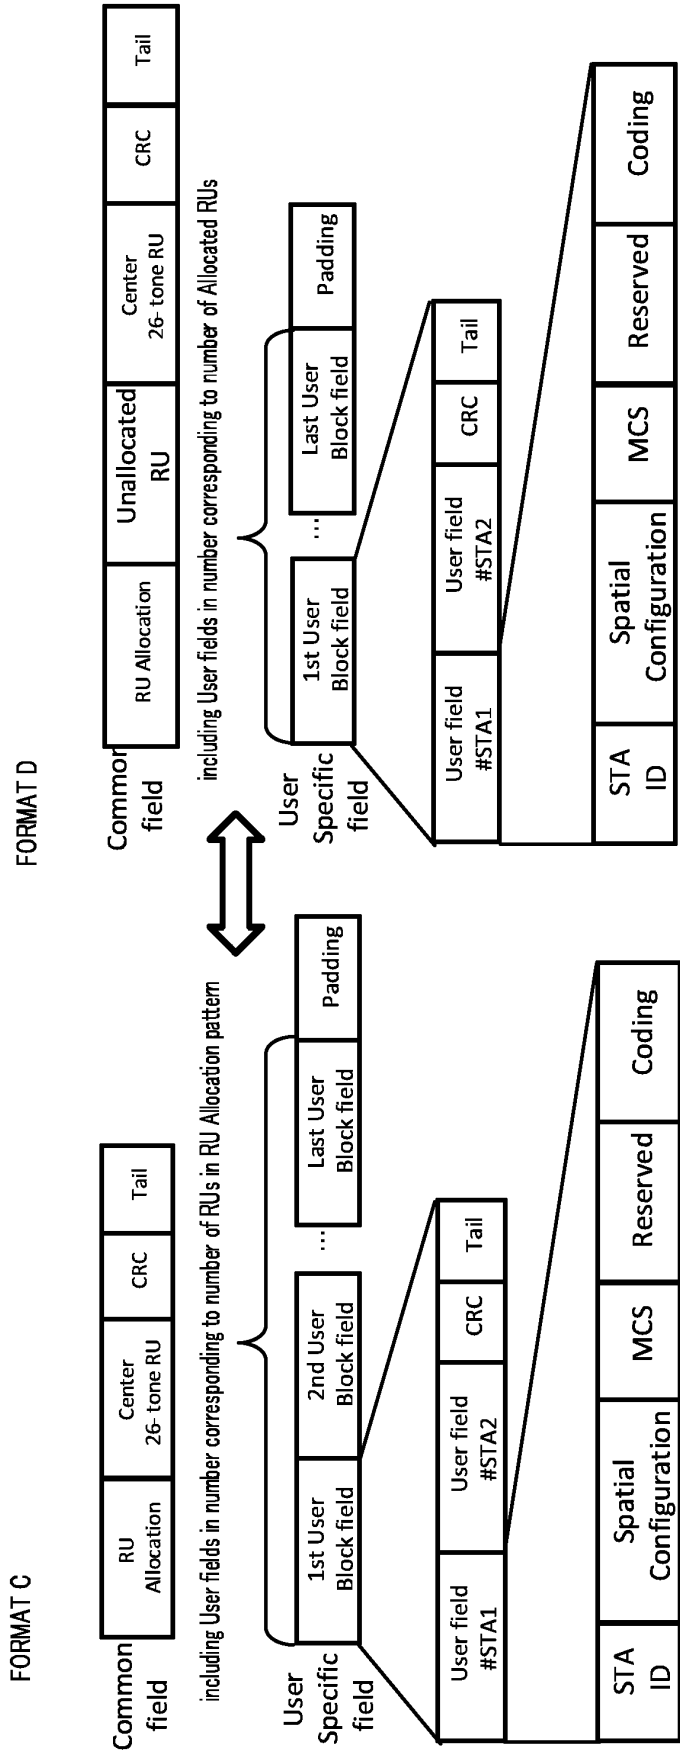 FORMAT C
Common
field
RU
Allocation
Center
26- tone RU
CRC
Tail
including User fields in number corresponding to number of RUs in RU Allocation pattern
User
Specific
field
1st User
Block field
2nd User
Block field
...
Last User
Block field
Padding
User field
#STA1
User field
#STA2
CRC
Tail
STA
ID
Spatial
Configuration
MCS
Reserved
Coding
FORMAT D
Common
field
RU Allocation
Unallocated
RU
Center
26- tone RU
CRC
Tail
including User fields in number corresponding to number of Allocated RUs
User
Specific
field
1st User
Block field
...
Last User
Block field
Padding
User field
#STA1
User field
#STA2
CRC
Tail
STA
ID
Spatial
Configuration
MCS
Reserved
Coding